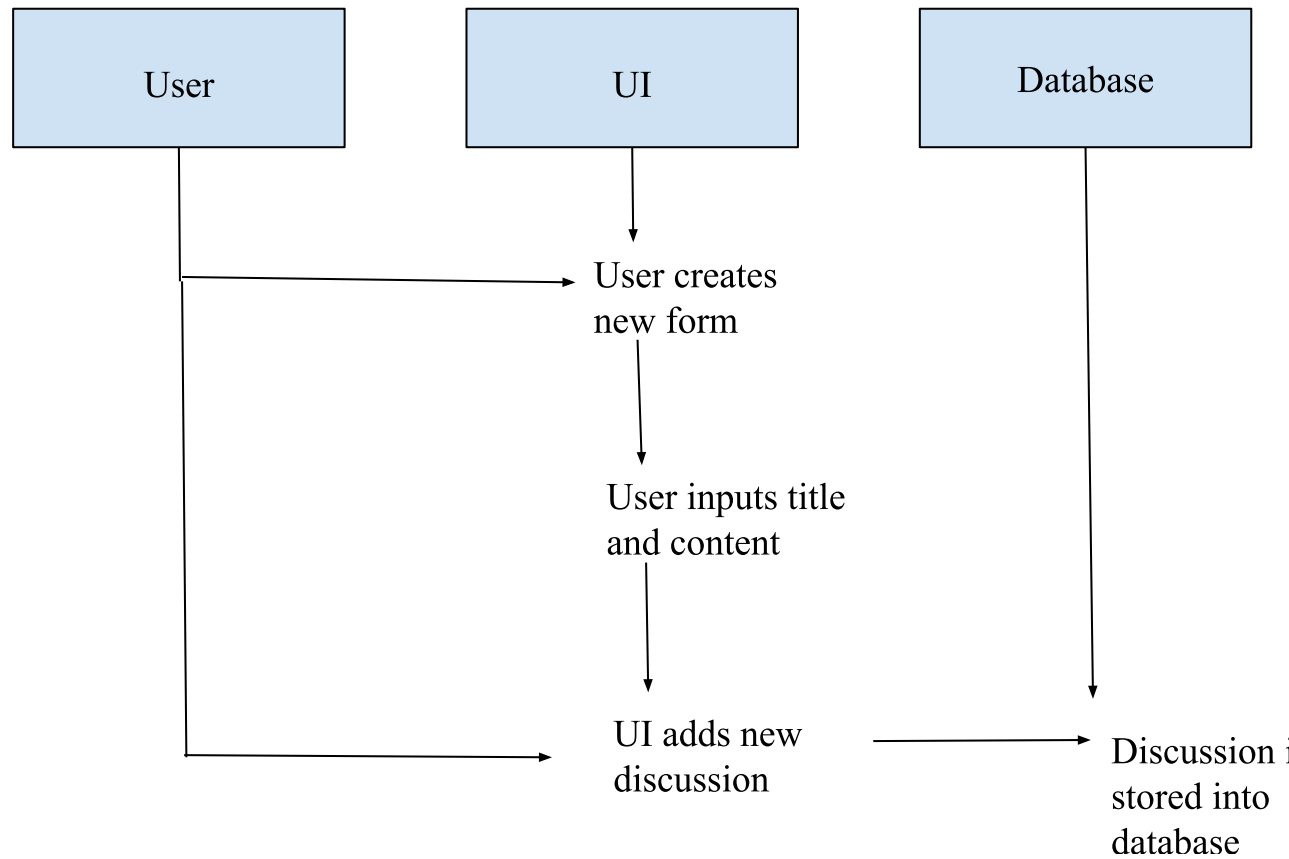 User
UI
Database
User creates
new form
User inputs title
and content
UI adds new
discussion
Discussion
stored into
database